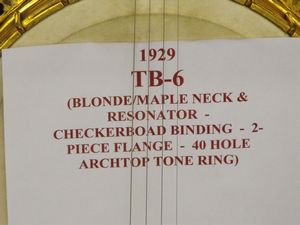 1929
TB-6
(BLONDE/MAPLE NECK &
RESONATOR -
CHECKERBOAD BINDING - 2-
PIECE FLANGE - 40 HOLE
ARCHTOP TONE RING)